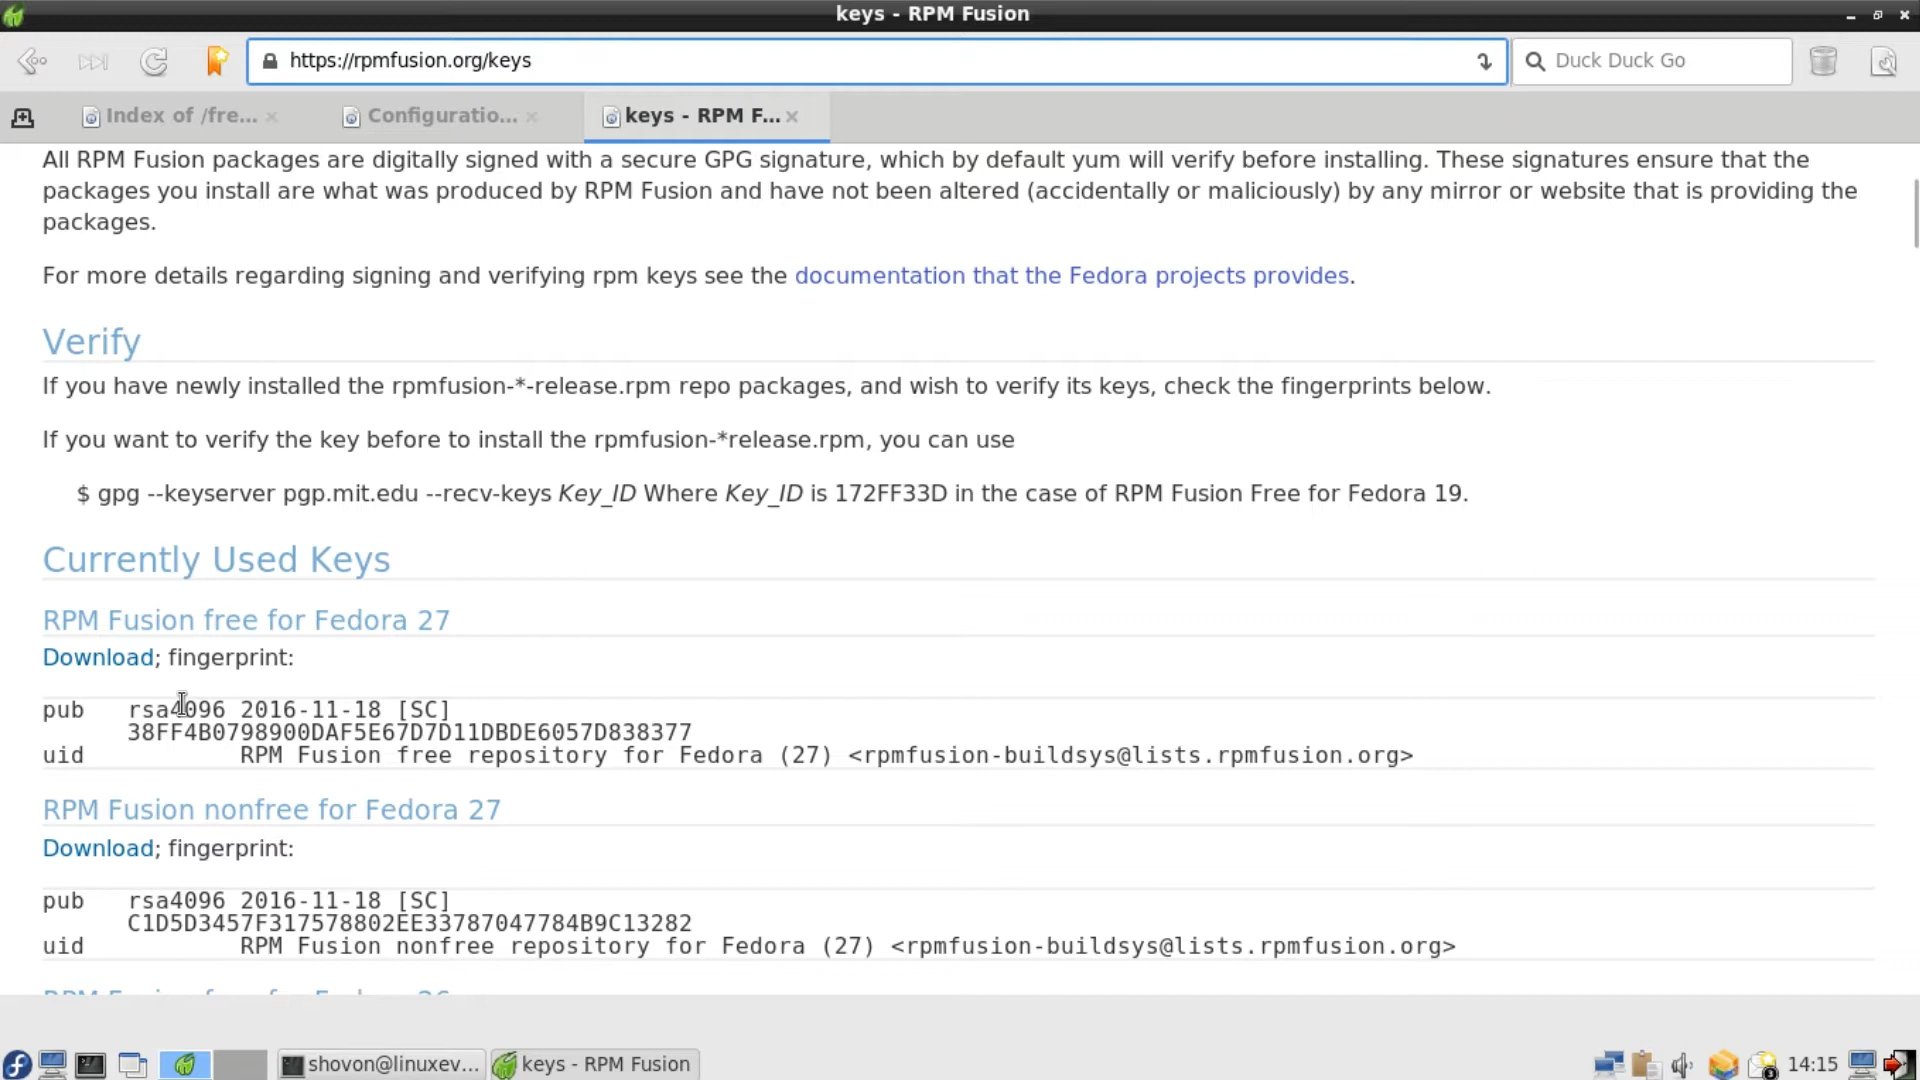 keys - RPM Fusion
https://rpmfusion.org/keys
Duck Duck Go
Index of /fre...
Configuratio...
keys - RPM F...
All RPM Fusion packages are digitally signed with a secure GPG signature, which by default yum will verify before installing. These signatures ensure that the
packages you install are what was produced by RPM Fusion and have not been altered (accidentally or maliciously) by any mirror or website that is providing the
packages.
For more details regarding signing and verifying rpm keys see the documentation that the Fedora projects provides.
Verify
If you have newly installed the rpmfusion-*-release.rpm repo packages, and wish to verify its keys, check the fingerprints below.
If you want to verify the key before to install the rpmfusion-*release.rpm, you can use
$ gpg --keyserver pgp.mit.edu --recv-keys Key_ID Where Key_ID is 172FF33D in the case of RPM Fusion Free for Fedora 19.
Currently Used Keys
RPM Fusion free for Fedora 27
Download; fingerprint:
pub rsa4096 2016-11-18 [SC]
38FF4B0798900DAF5E67D7D11DBDE6057D838377
uid RPM Fusion free repository for Fedora (27) <rpmfusion-buildsys@lists.rpmfusion.org>
RPM Fusion nonfree for Fedora 27
Download; fingerprint:
pub rsa4096 2016-11-18 [SC]
C1D5D3457F317578802EE33787047784B9C13282
uid RPM Fusion nonfree repository for Fedora (27) <rpmfusion-buildsys@lists.rpmfusion.org>
RPM Fusion free for Fedora 26
shovon@linuxev...
keys - RPM Fusion
14:15